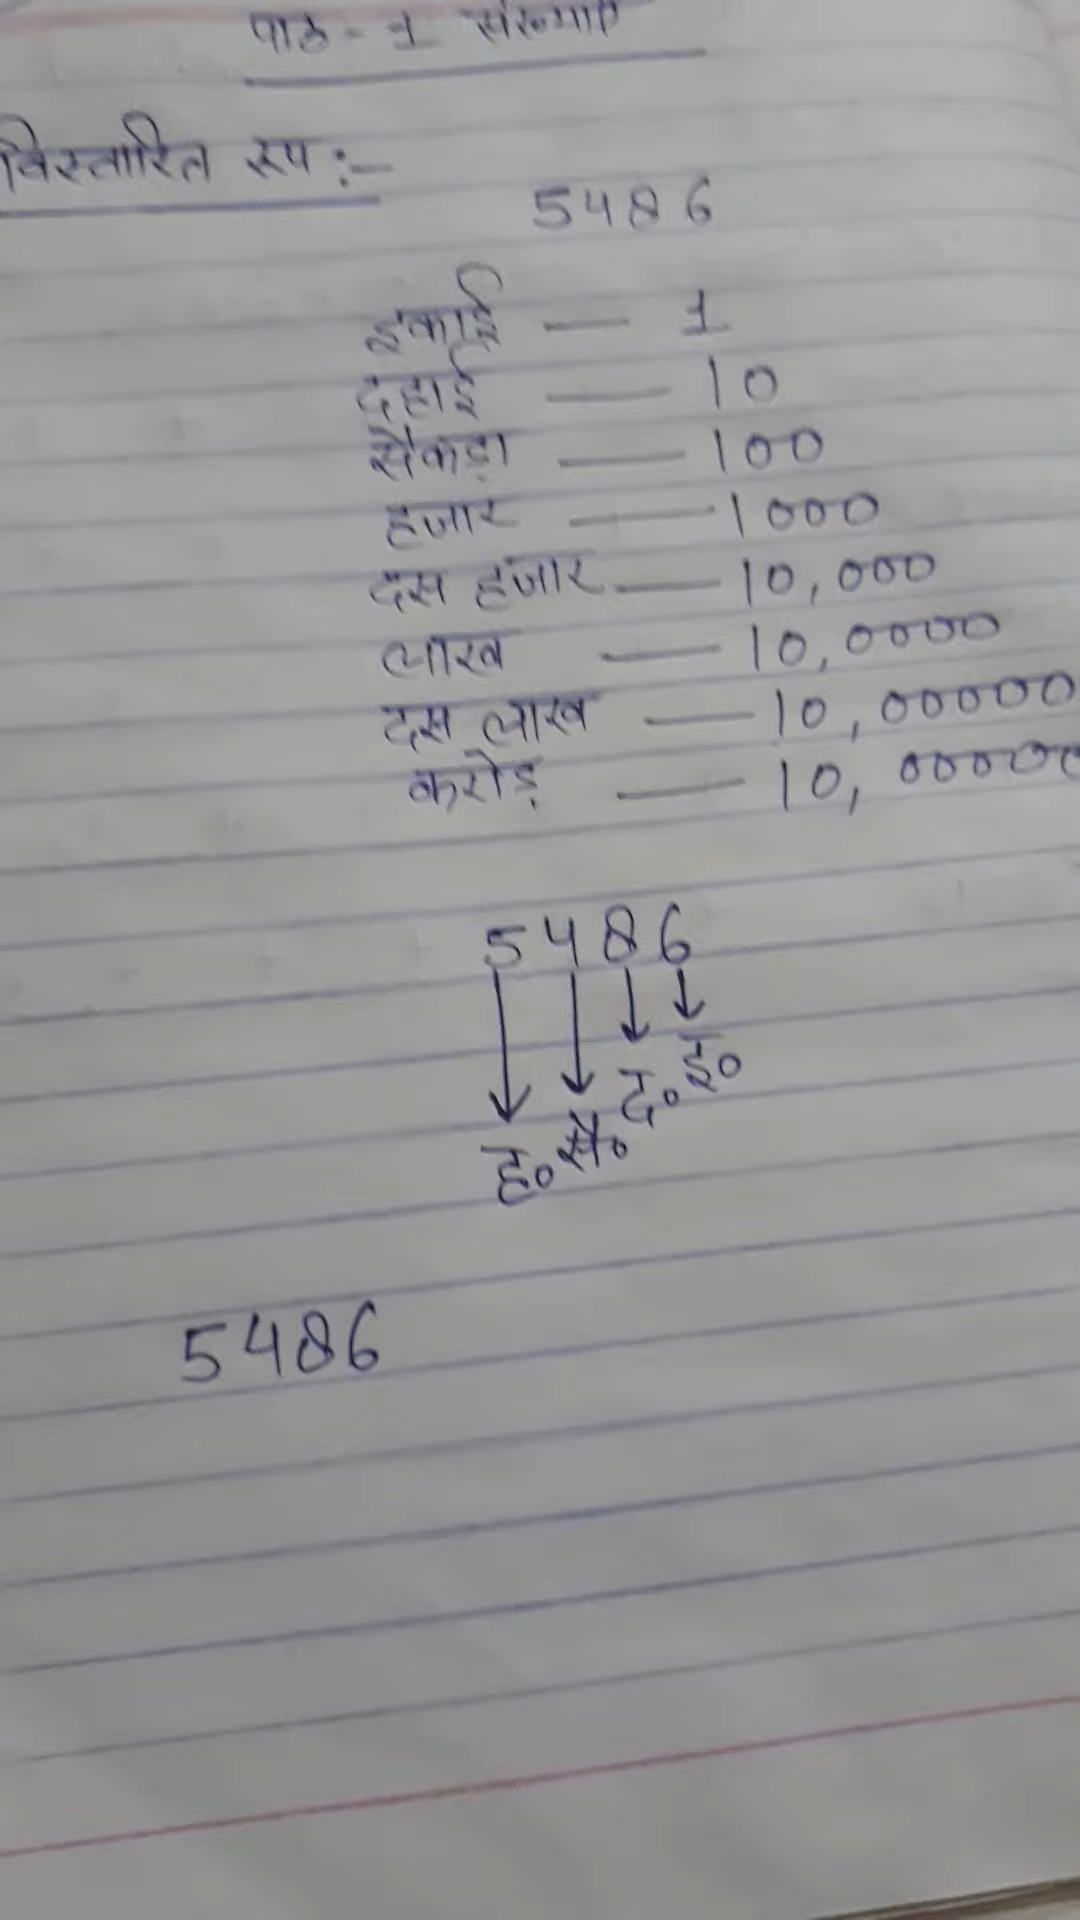 पाठ - 1 संख्याएँ
विस्तारित रूप :-
5486
इकाई — 1
दहाई — 10
सैकड़ा — 100
हजार — 1000
दस हजार — 10,000
लाख — 10,0000
दस लाख — 10,00000
करोड़ — 10,00000
5486
ह० सै० द० इ०
5486